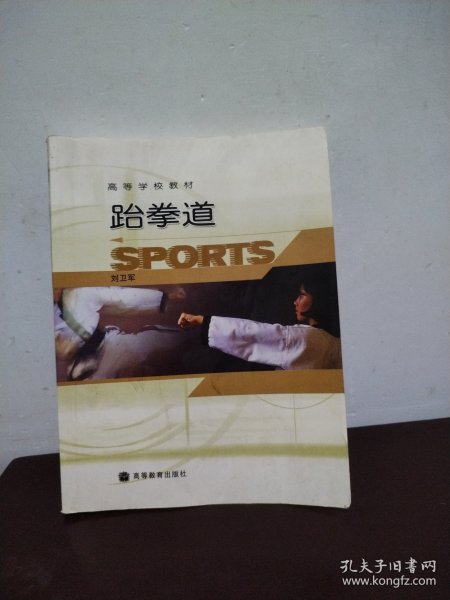 高等学校教材
跆拳道
SPORTS
刘卫军
高等教育出版社
孔夫子旧书网
www.kongfz.com